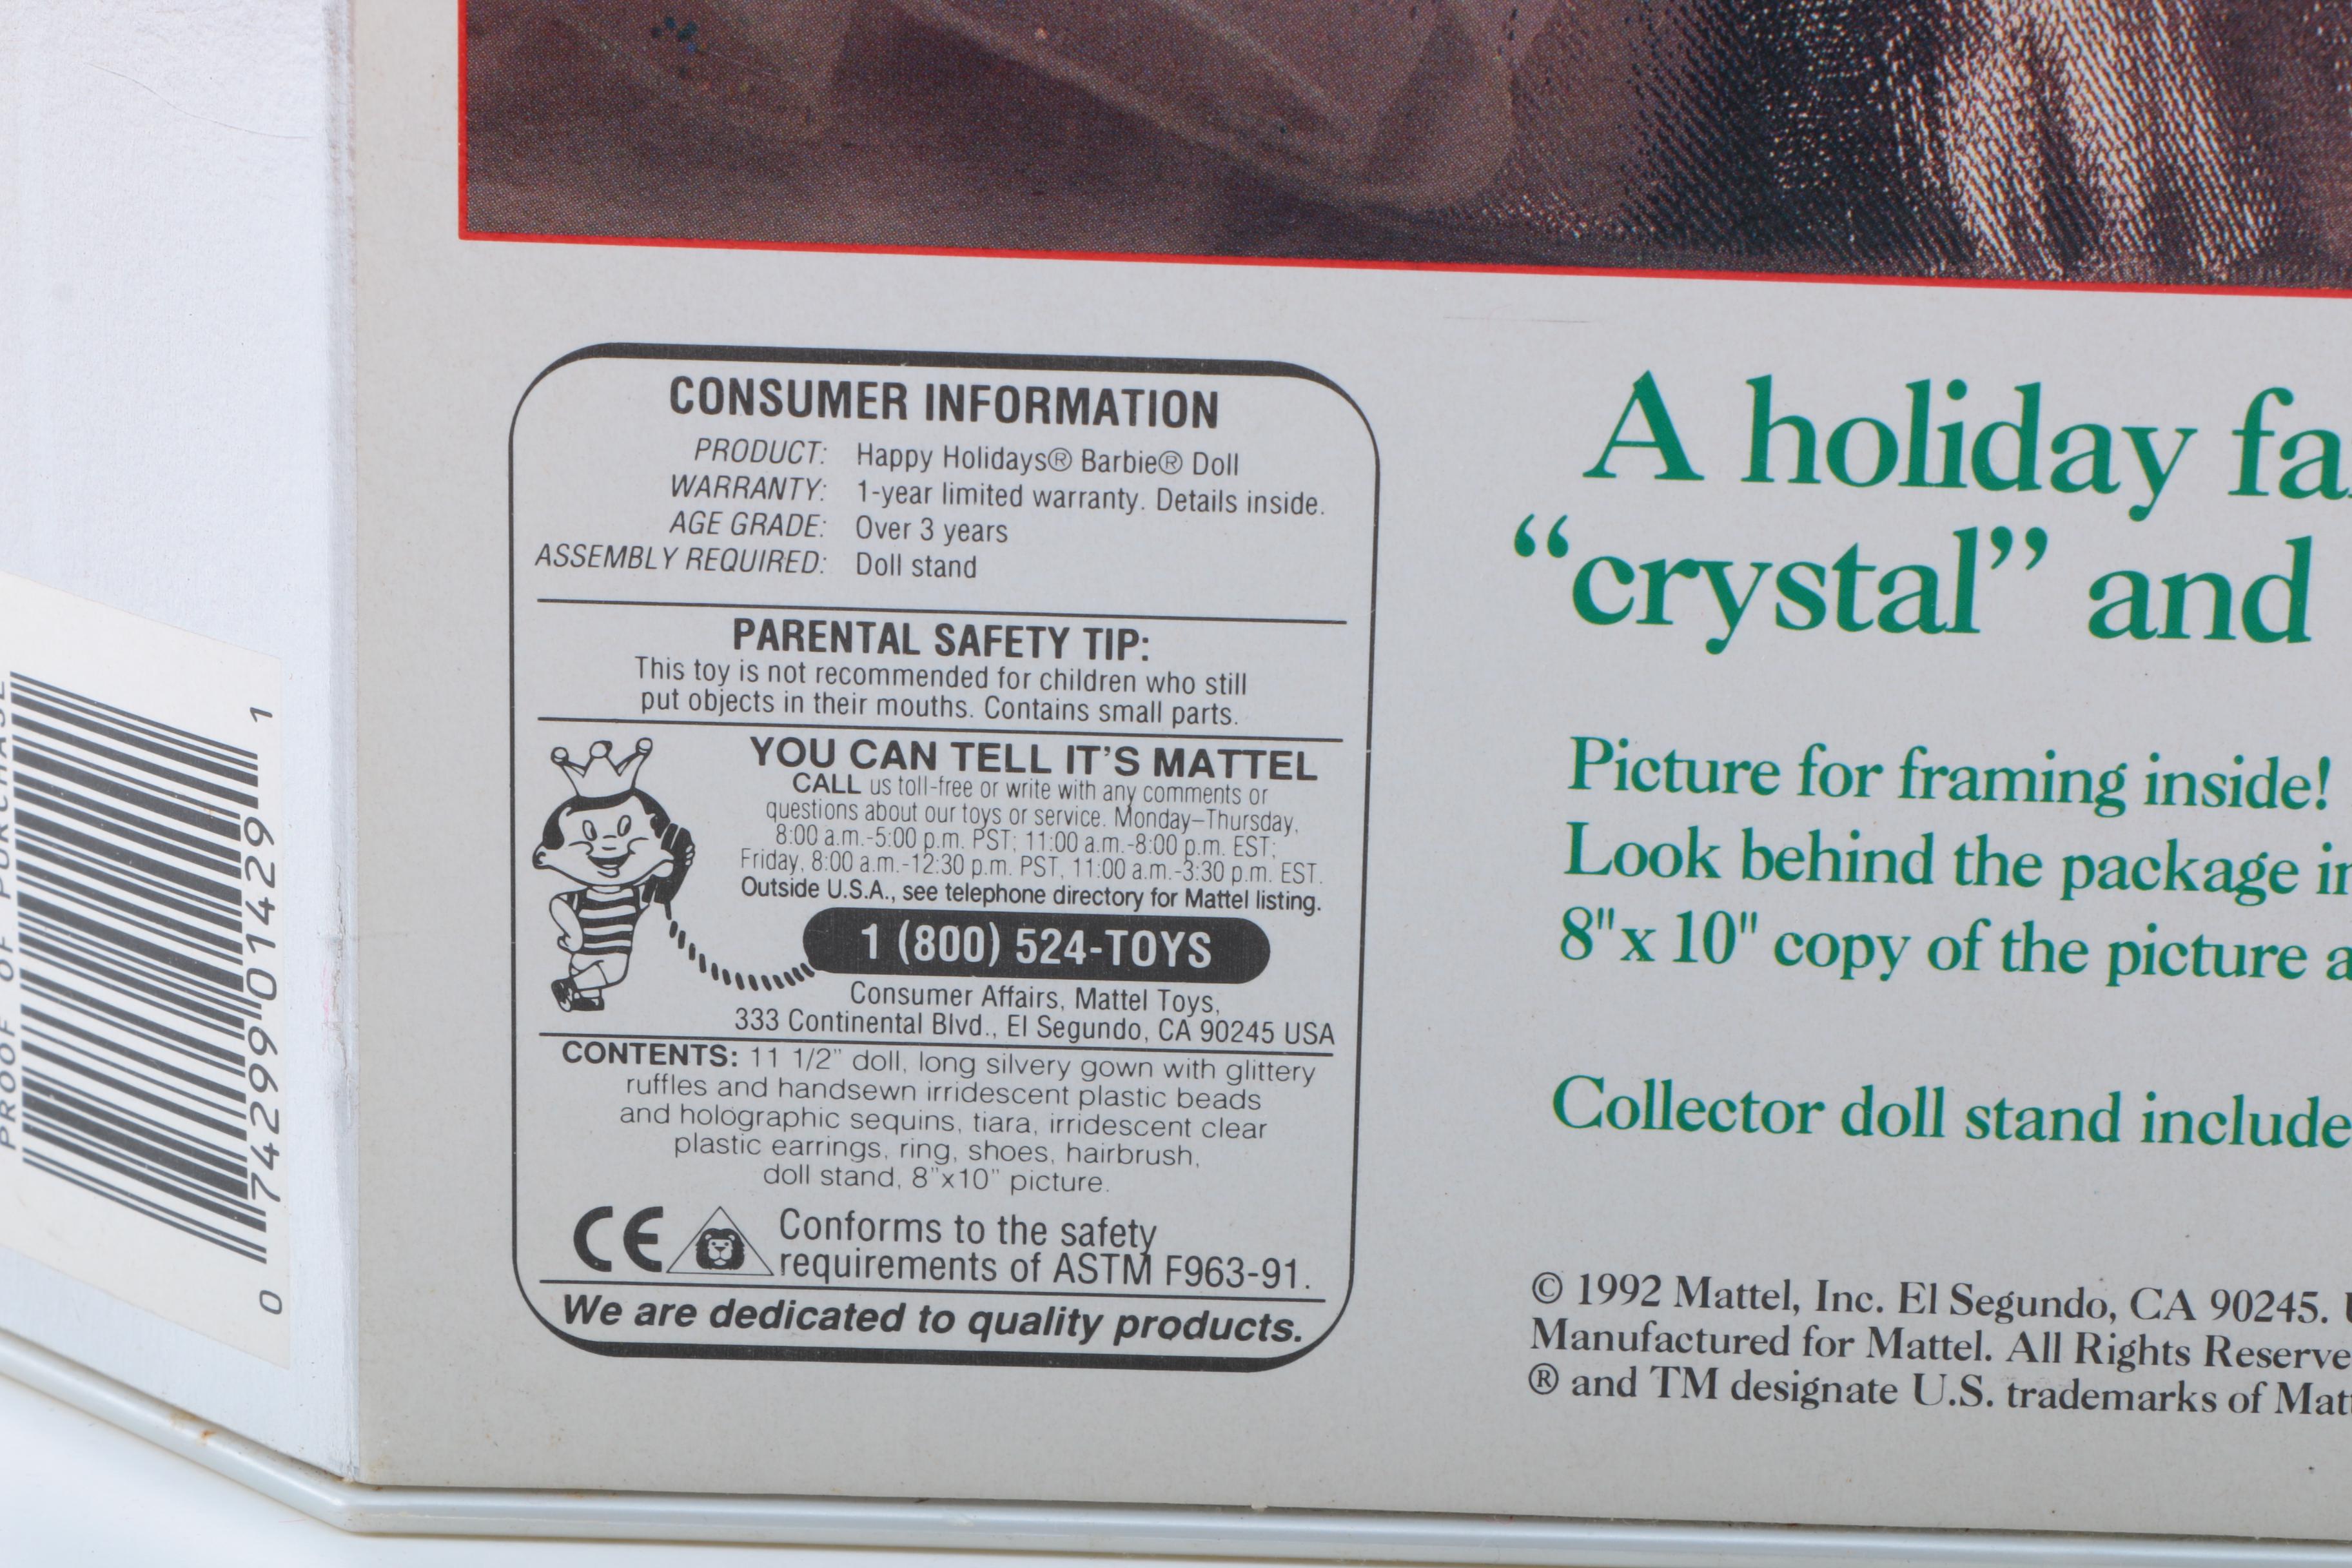 PROOF OF PURCHASE
0 74299 01429 1
CONSUMER INFORMATION
PRODUCT: Happy Holidays® Barbie® Doll
WARRANTY: 1-year limited warranty. Details inside.
AGE GRADE: Over 3 years
ASSEMBLY REQUIRED: Doll stand
PARENTAL SAFETY TIP:
This toy is not recommended for children who still
put objects in their mouths. Contains small parts.
YOU CAN TELL IT'S MATTEL
CALL us toll-free or write with any comments or
questions about our toys or service. Monday–Thursday,
8:00 a.m.-5:00 p.m. PST; 11:00 a.m.-8:00 p.m. EST;
Friday, 8:00 a.m.-12:30 p.m. PST, 11:00 a.m.-3:30 p.m. EST.
Outside U.S.A., see telephone directory for Mattel listing.
1 (800) 524-TOYS
Consumer Affairs, Mattel Toys,
333 Continental Blvd., El Segundo, CA 90245 USA
CONTENTS: 11 1/2" doll, long silvery gown with glittery
ruffles and handsewn irridescent plastic beads
and holographic sequins, tiara, irridescent clear
plastic earrings, ring, shoes, hairbrush,
doll stand, 8"x10" picture.
CE Conforms to the safety
requirements of ASTM F963-91.
We are dedicated to quality products.
A holiday fa
"crystal" and
Picture for framing inside!
Look behind the package in
8"x 10" copy of the picture a
Collector doll stand include
© 1992 Mattel, Inc. El Segundo, CA 90245. U
Manufactured for Mattel. All Rights Reserve
® and TM designate U.S. trademarks of Matt